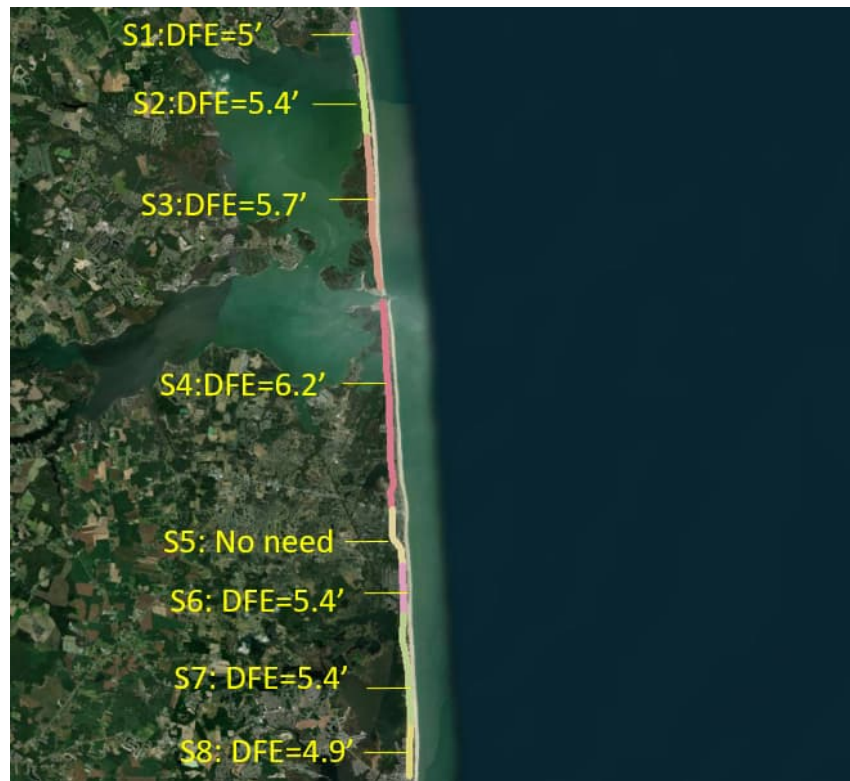 S1:DFE=5’
S2:DFE=5.4’
S3:DFE=5.7’
S4:DFE=6.2’
S5: No need
S6: DFE=5.4’
S7: DFE=5.4’
S8: DFE=4.9’